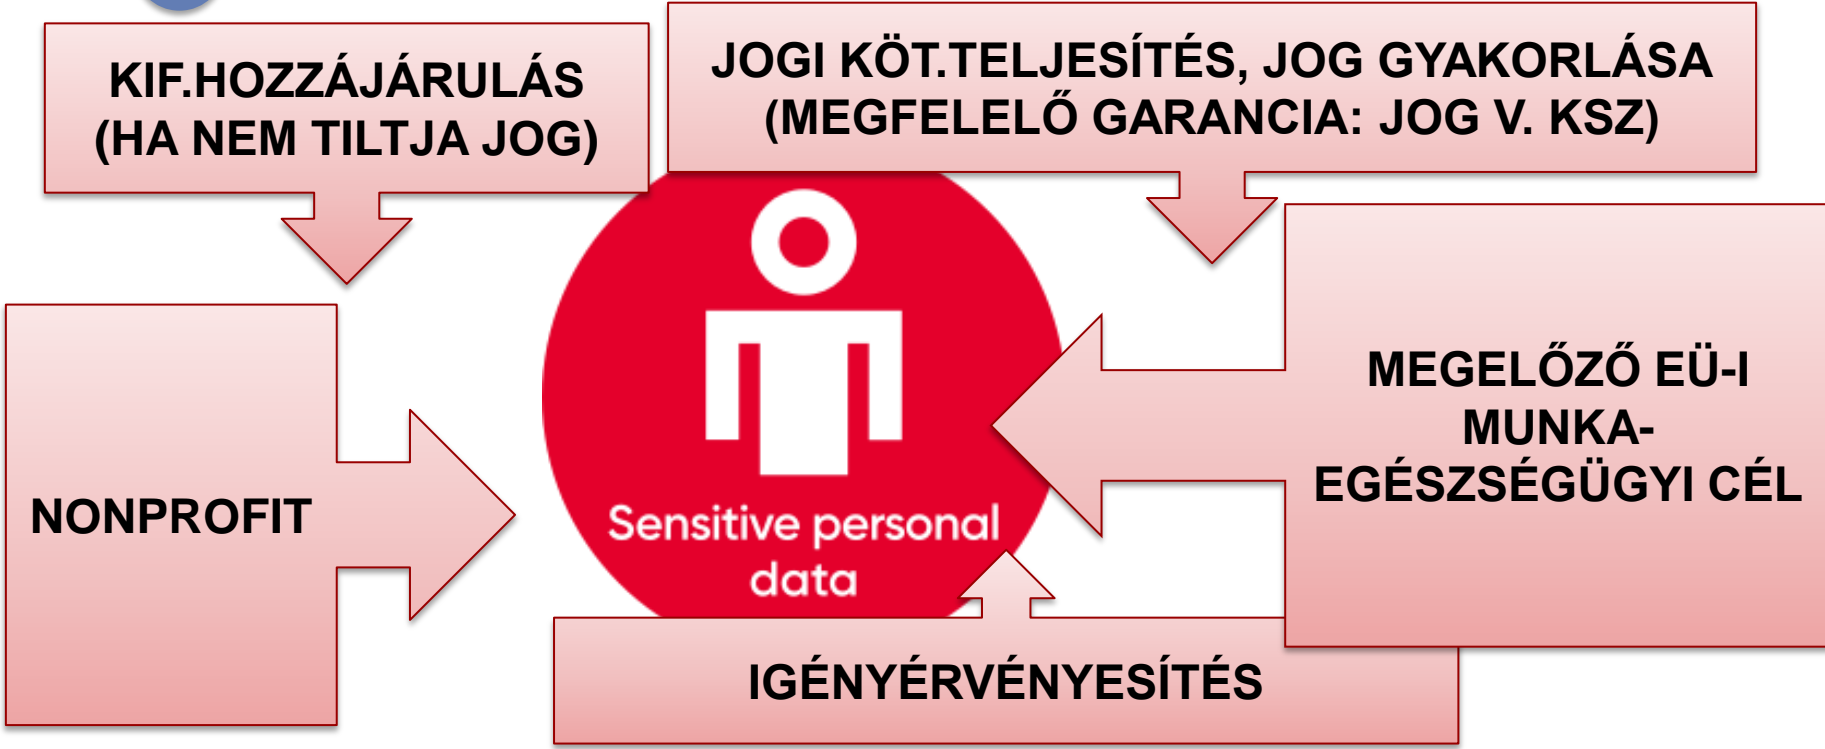 KIF.HOZZÁJÁRULÁS
(HA NEM TILTJA JOG)
JOGI KÖT.TELJESÍTÉS, JOG GYAKORLÁSA
(MEGFELELŐ GARANCIA: JOG V. KSZ)
NONPROFIT
Sensitive personal
data
MEGELŐZŐ EÜ-I
MUNKA-
EGÉSZSÉGÜGYI CÉL
IGÉNYÉRVÉNYESÍTÉS